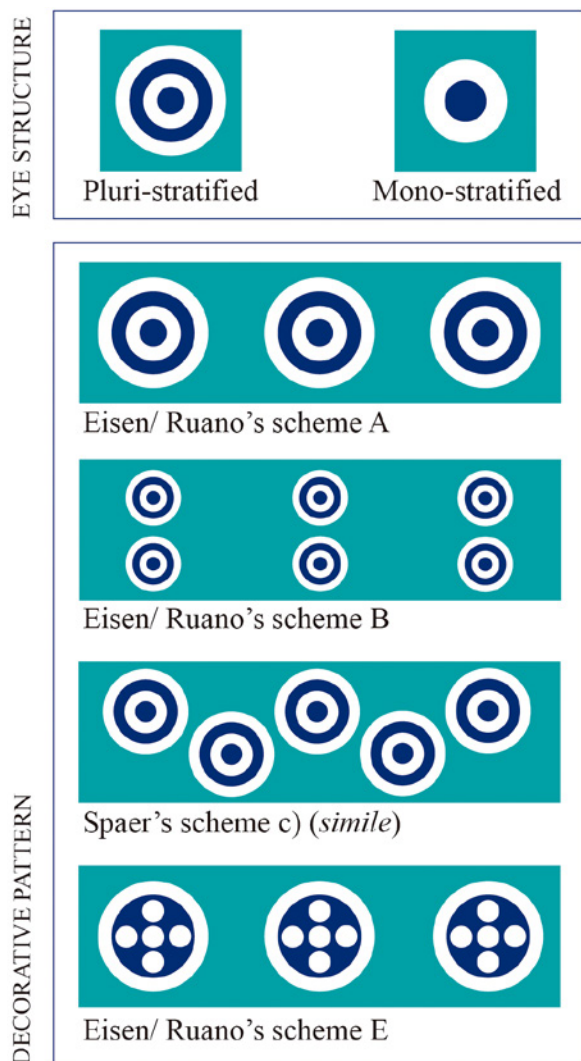 EYE STRUCTURE
Pluri-stratified
Mono-stratified
DECORATIVE PATTERN
Eisen/ Ruano’s scheme A
Eisen/ Ruano’s scheme B
Spaer’s scheme c) (simile)
Eisen/ Ruano’s scheme E